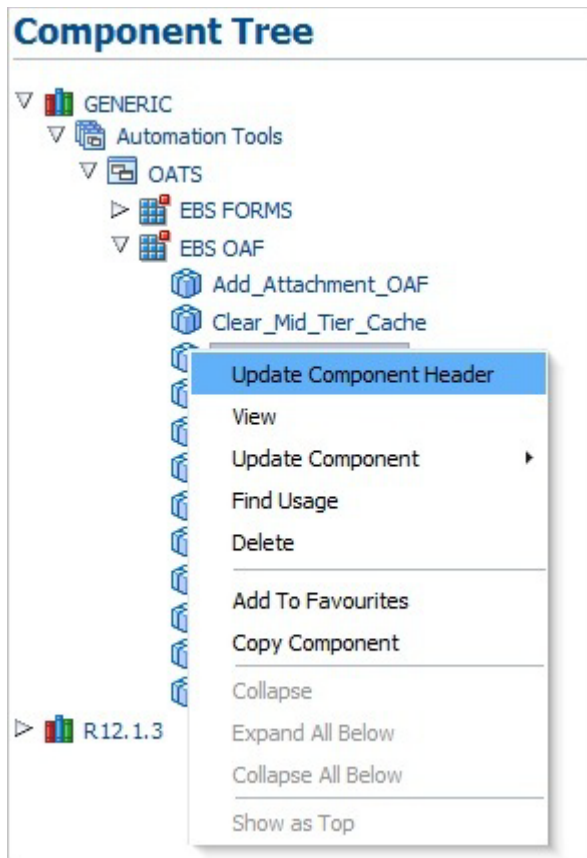 Component Tree
GENERIC
Automation Tools
OATS
EBS FORMS
EBS OAF
Add_Attachment_OAF
Clear_Mid_Tier_Cache
Update Component Header
View
Update Component
Find Usage
Delete
Add To Favourites
Copy Component
Collapse
Expand All Below
Collapse All Below
Show as Top
R12.1.3